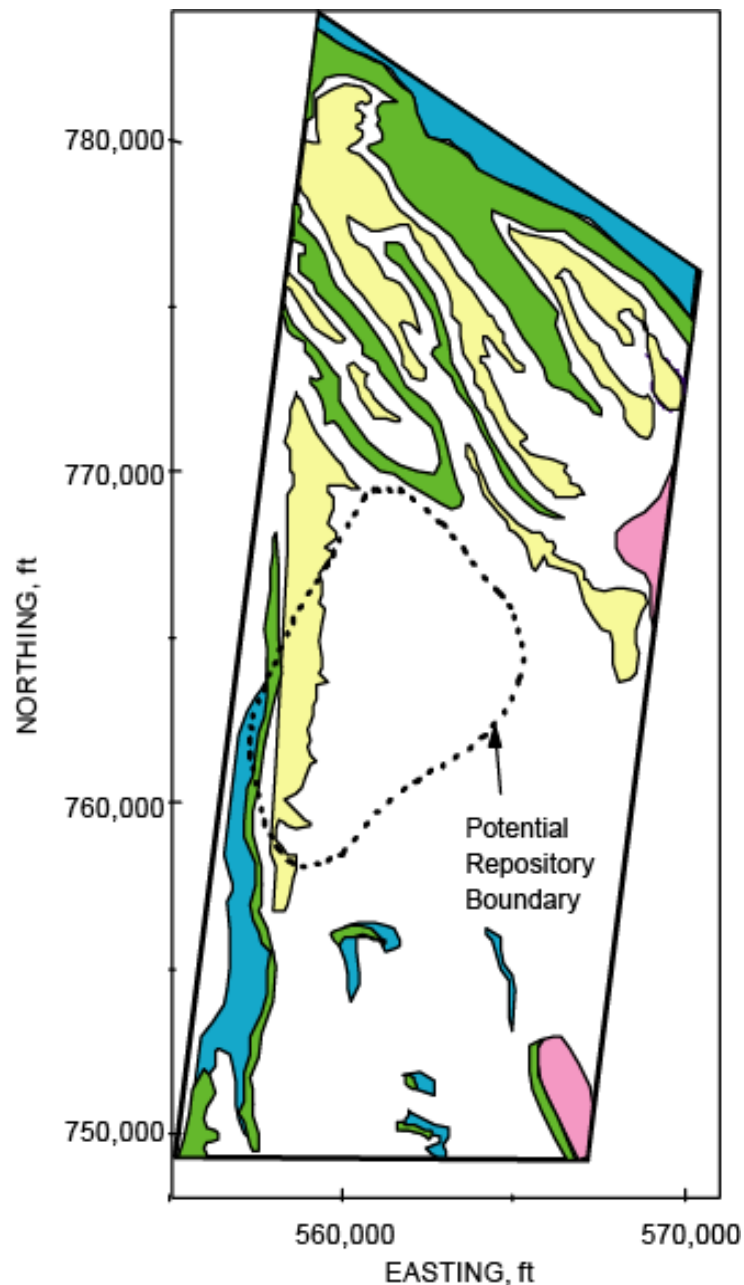 780,000
770,000
NORTHING, ft
760,000
Potential
Repository
Boundary
750,000
560,000
570,000
EASTING, ft